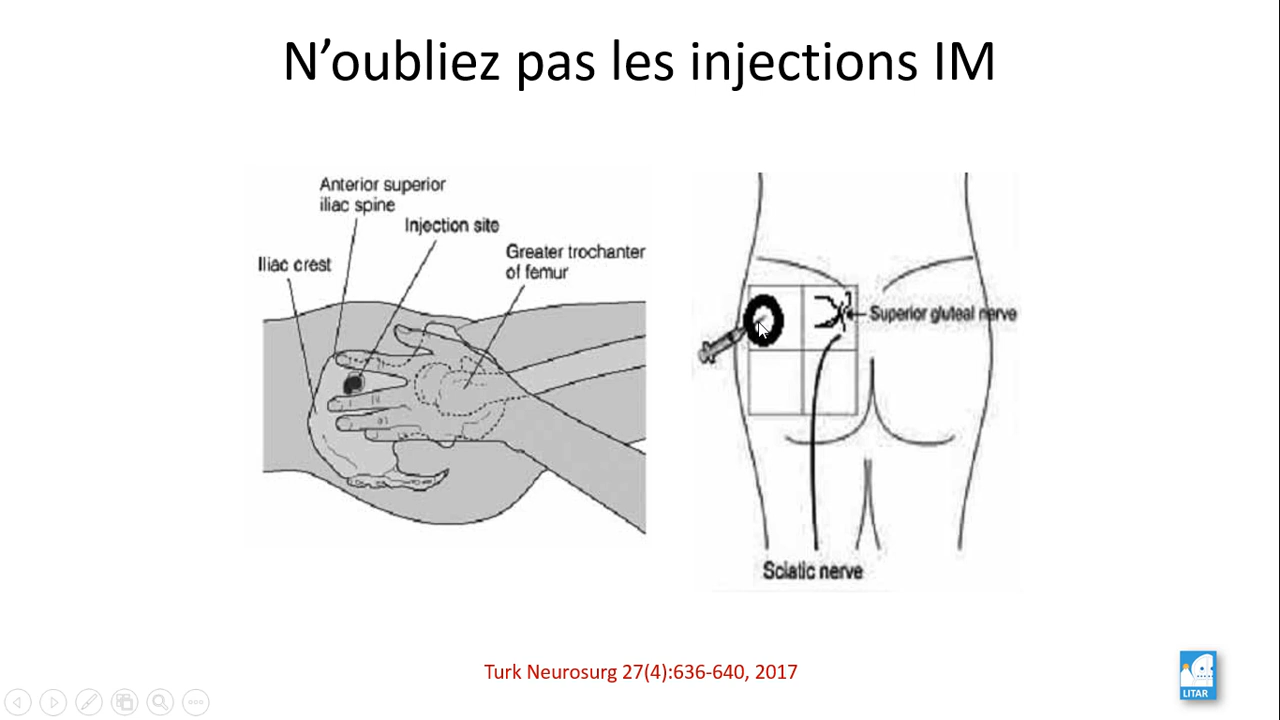 N’oubliez pas les injections IM
Anterior superior
iliac spine
Injection site
Iliac crest
Greater trochanter
of femur
Superior gluteal nerve
Sciatic nerve
Turk Neurosurg 27(4):636-640, 2017
LITAR